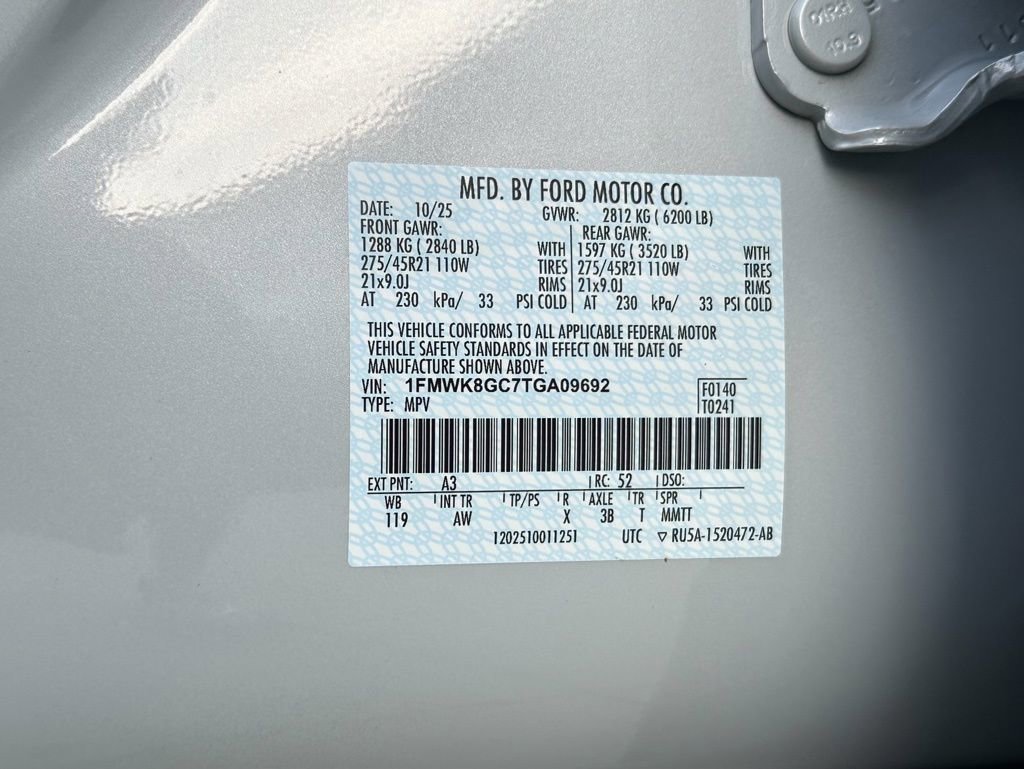 MFD. BY FORD MOTOR CO.
DATE: 10/25 GVWR: 2812 KG ( 6200 LB)
FRONT GAWR: REAR GAWR:
1288 KG ( 2840 LB) WITH 1597 KG ( 3520 LB) WITH
275/45R21 110W TIRES 275/45R21 110W TIRES
21x9.0J RIMS 21x9.0J RIMS
AT 230 kPa/ 33 PSI COLD AT 230 kPa/ 33 PSI COLD
THIS VEHICLE CONFORMS TO ALL APPLICABLE FEDERAL MOTOR
VEHICLE SAFETY STANDARDS IN EFFECT ON THE DATE OF
MANUFACTURE SHOWN ABOVE.
VIN: 1FMWK8GC7TGA09692 F0140
TYPE: MPV T0241
EXT PNT: A3 RC: 52 DSO:
WB INT TR TP/PS R AXLE TR SPR
119 AW X 3B T MMTT
1202510011251 UTC ▽ RU5A-1520472-AB
10.9